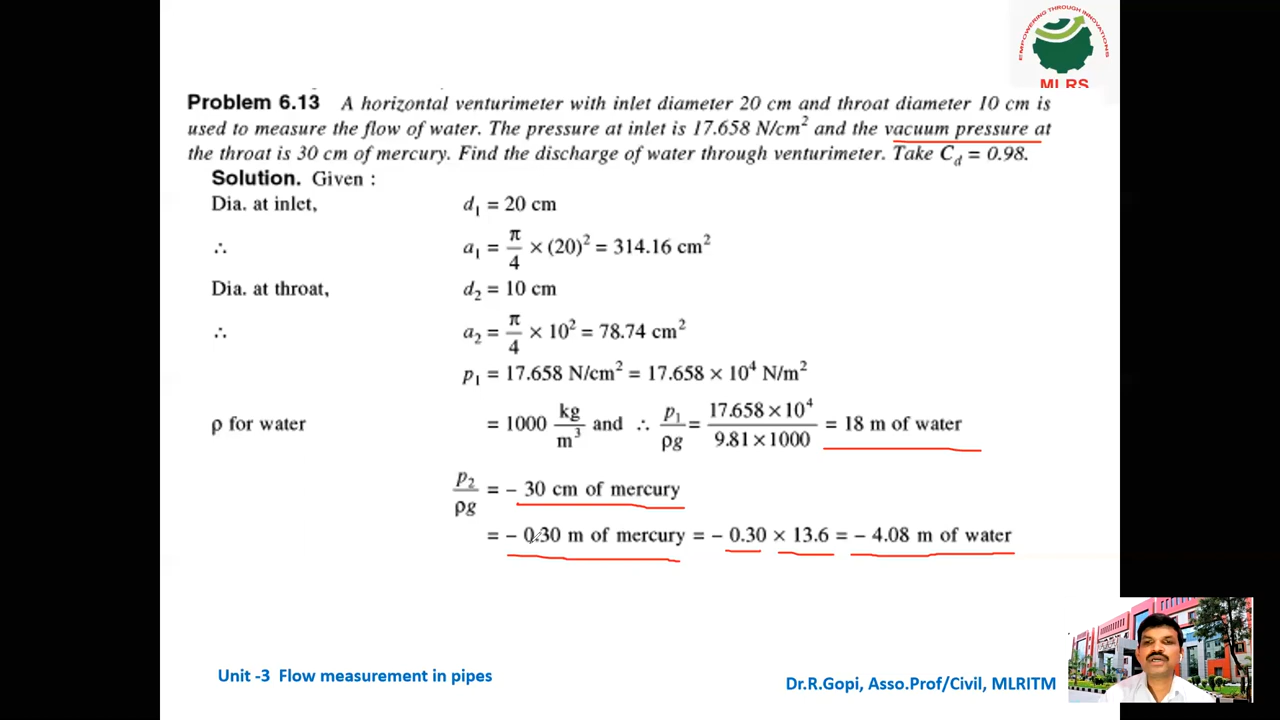 EMPOWERING THROUGH INNOVATIONS
MLRS
Problem 6.13 A horizontal venturimeter with inlet diameter 20 cm and throat diameter 10 cm is
used to measure the flow of water. The pressure at inlet is 17.658 N/cm² and the vacuum pressure at
the throat is 30 cm of mercury. Find the discharge of water through venturimeter. Take C_d = 0.98.
Solution. Given :
Dia. at inlet, d₁ = 20 cm
∴ a₁ = π/4 × (20)² = 314.16 cm²
Dia. at throat, d₂ = 10 cm
∴ a₂ = π/4 × 10² = 78.74 cm²
p₁ = 17.658 N/cm² = 17.658 × 10⁴ N/m²
ρ for water = 1000 kg/m³ and ∴ p₁/ρg = 17.658 × 10⁴/9.81 × 1000 = 18 m of water
p₂/ρg = – 30 cm of mercury
= – 0.30 m of mercury = – 0.30 × 13.6 = – 4.08 m of water
Unit -3 Flow measurement in pipes
Dr.R.Gopi, Asso.Prof/Civil, MLRITM